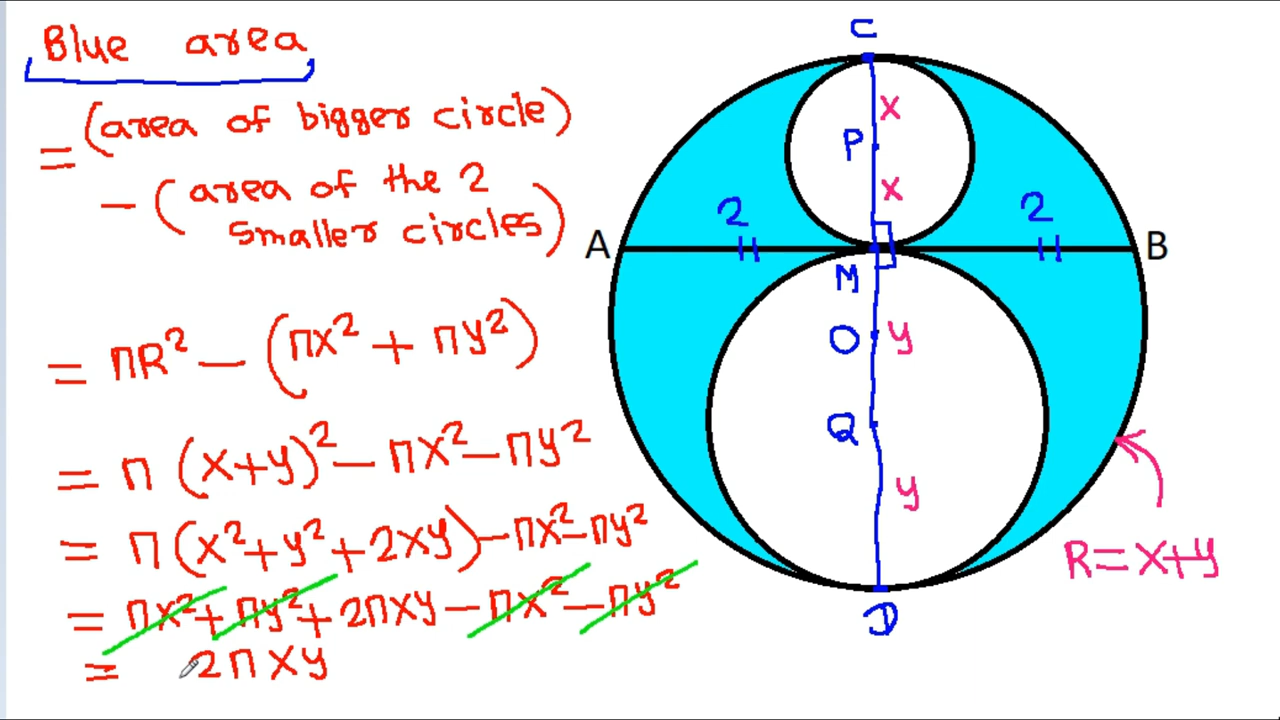 Blue area
= (area of bigger circle)
- (area of the 2
smaller circles)
= πR² - (πx² + πy²)
= π (x+y)² - πx² - πy²
= π(x²+y²+2xy) - πx² - πy²
= πx² + πy² + 2πxy - πx² - πy²
= 2πxy
C
x
P
x
2
2
A
B
M
O
y
Q
y
R=x+y
D